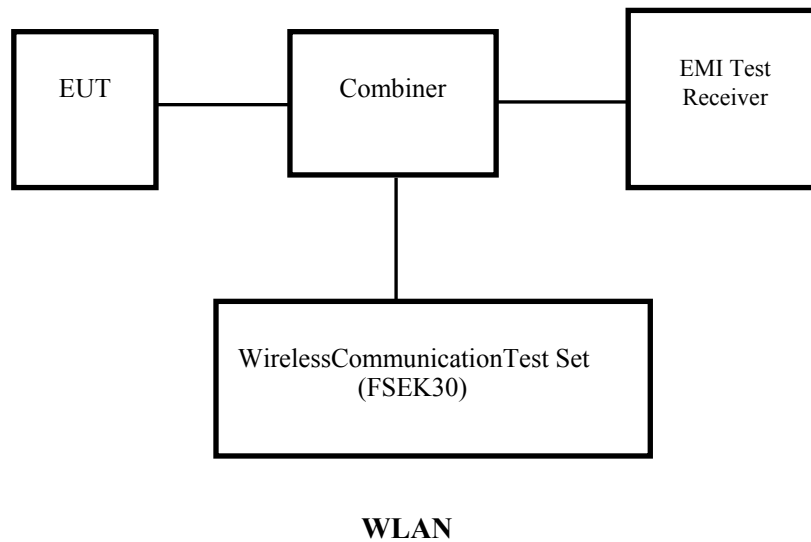 EUT
Combiner
EMI Test
Receiver
WirelessCommunicationTest Set
(FSEK30)
WLAN